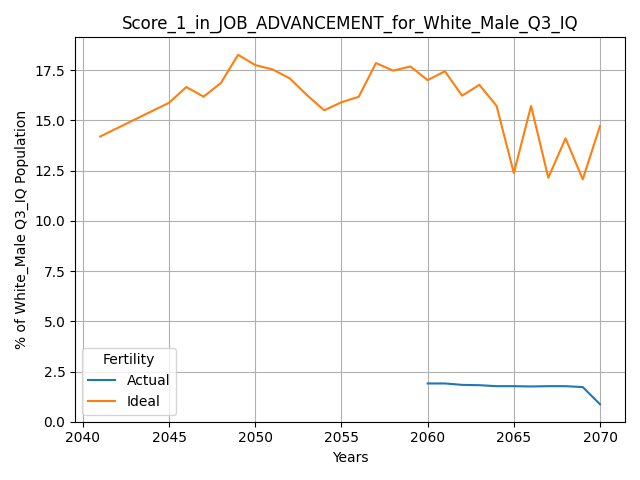 Score_1_in_JOB_ADVANCEMENT_for_White_Male_Q3_IQ
% of White_Male Q3_IQ Population
17.5
15.0
12.5
10.0
7.5
5.0
2.5
0.0
Fertility
Actual
Ideal
2040 2045 2050 2055 2060 2065 2070
Years